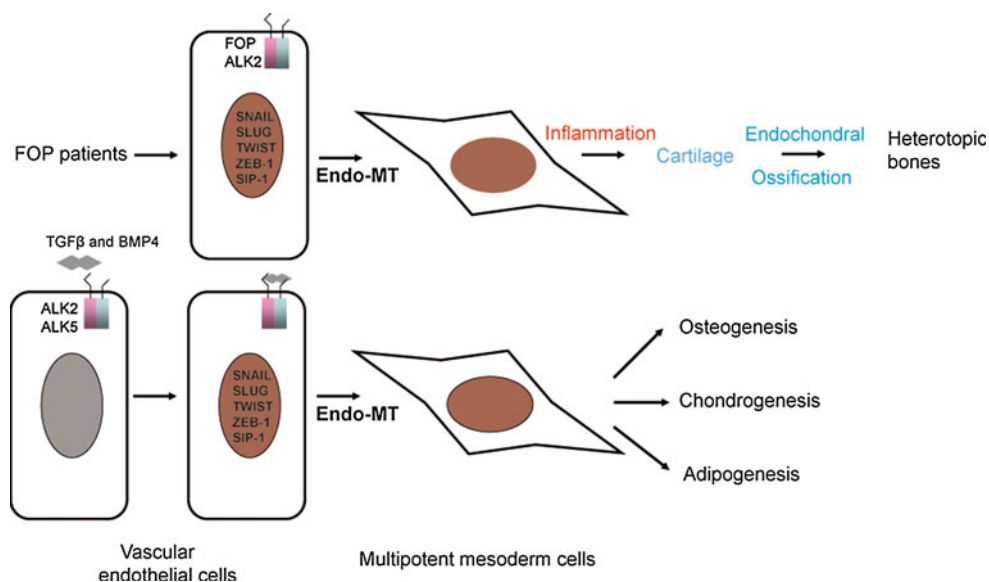 FOP
ALK2
SNAIL
SLUG
TWIST
ZEB-1
SIP-1
FOP patients
Endo-MT
Inflammation
Cartilage
Endochondral
Ossification
Heterotopic
bones
TGFβ and BMP4
ALK2
ALK5
SNAIL
SLUG
TWIST
ZEB-1
SIP-1
Endo-MT
Osteogenesis
Chondrogenesis
Adipogenesis
Vascular
endothelial cells
Multipotent mesoderm cells